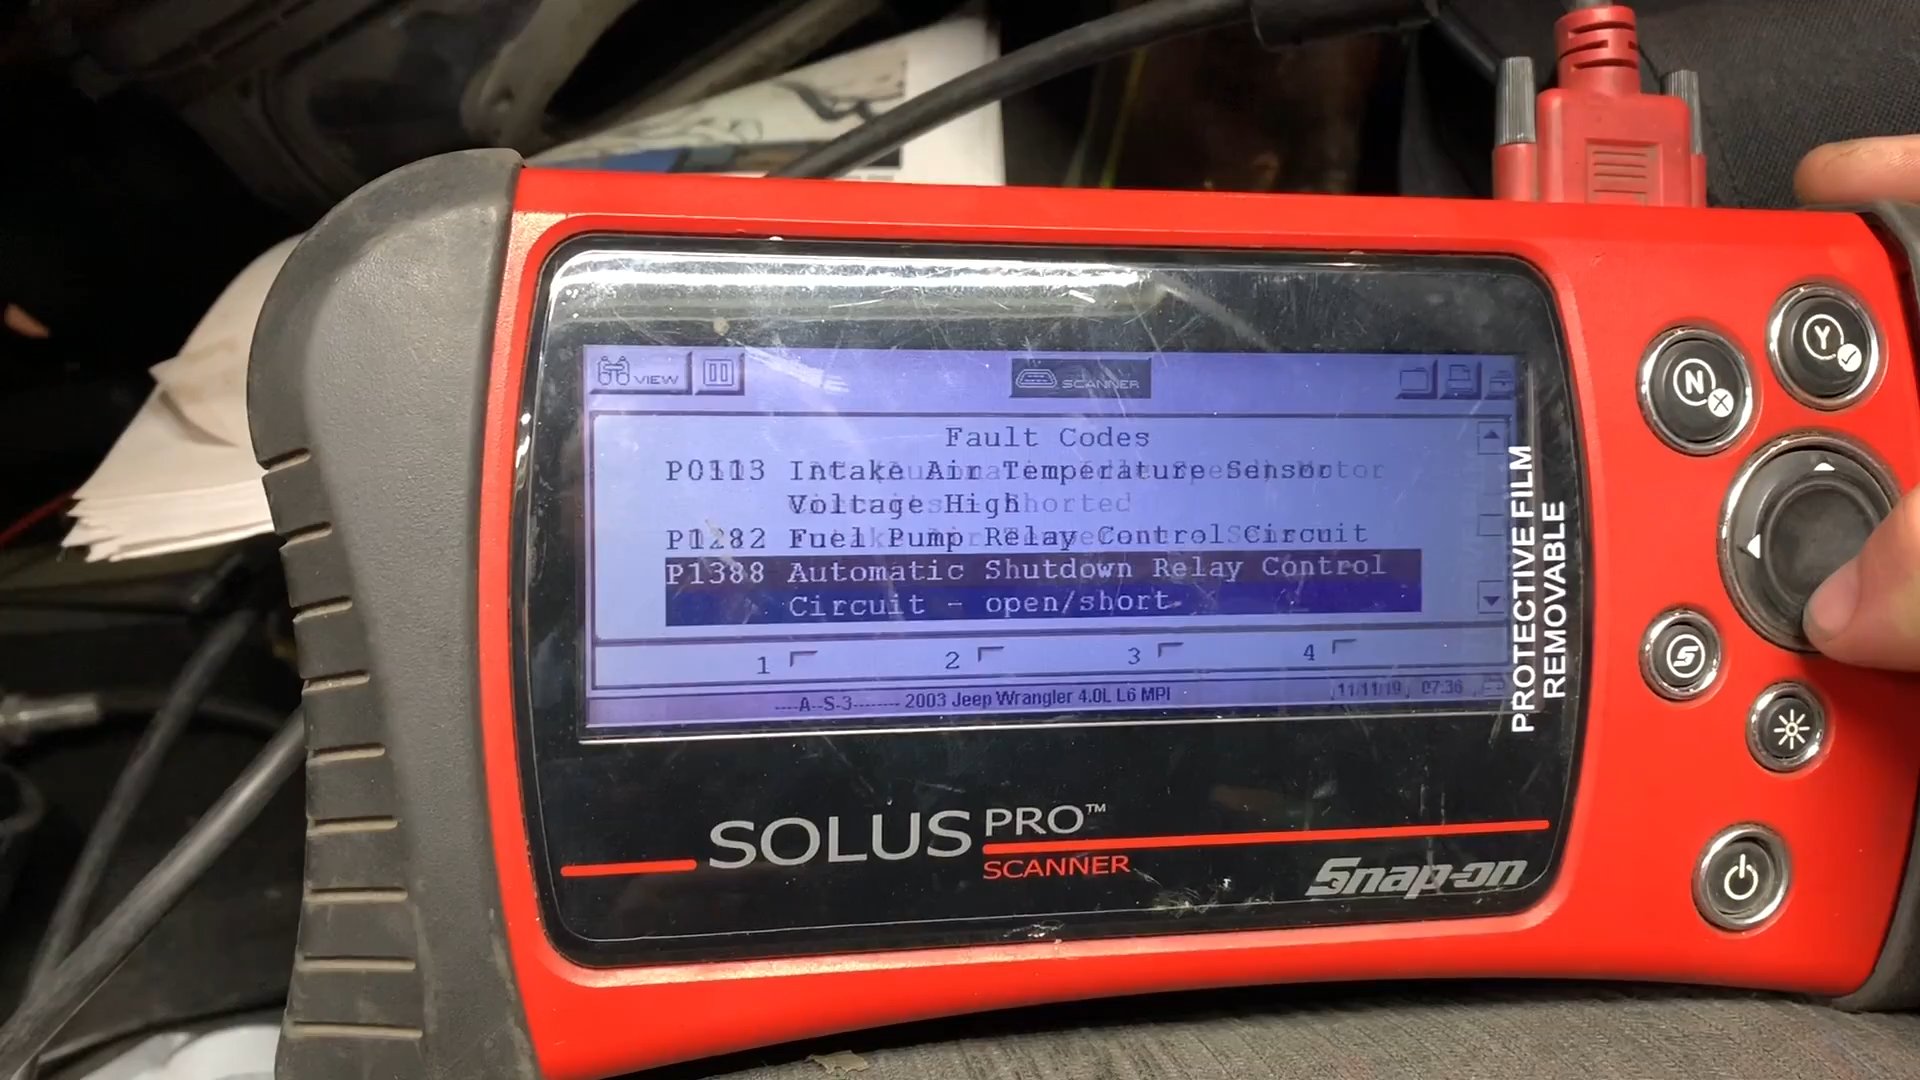 VIEW
SCANNER
Fault Codes
P0113 Intake Air Temperature Sensor
Voltage High
P1282 Fuel Pump Relay Control Circuit
P1388 Automatic Shutdown Relay Control
Circuit - open/short
1 2 3 4
----A--S-3-------- 2003 Jeep Wrangler 4.0L L6 MPI 11/11/19 07:36
PROTECTIVE FILM
REMOVABLE
N
Y
S
SOLUS PRO™
SCANNER
Snap-on